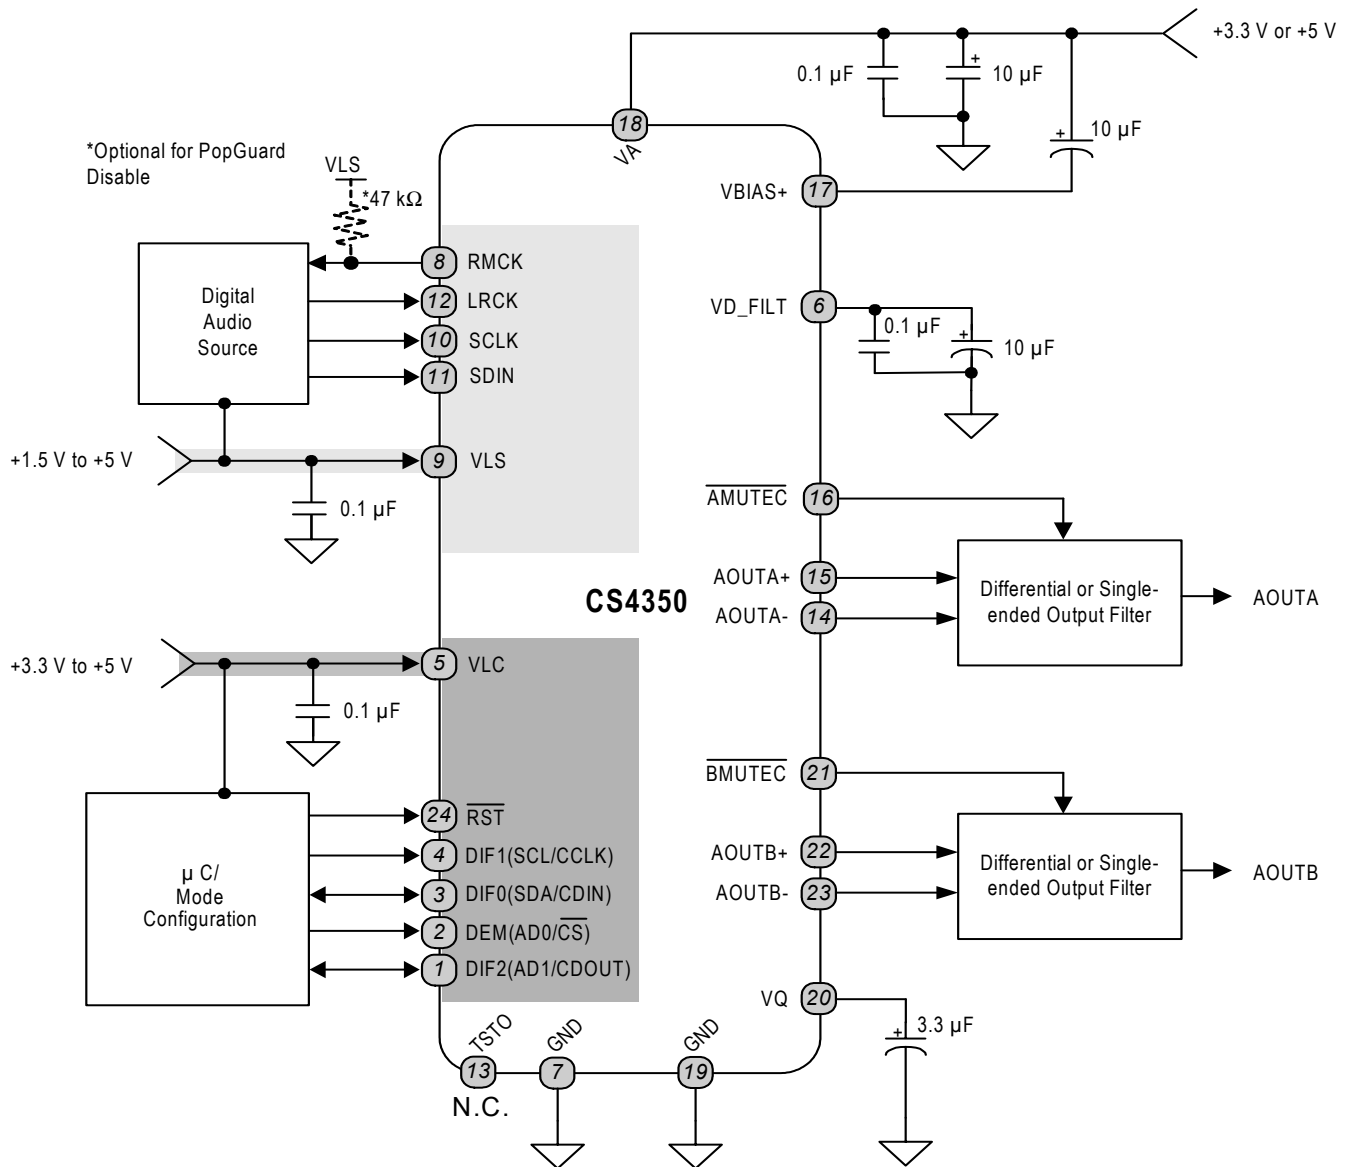 +3.3 V or +5 V
0.1 µF
10 µF
10 µF
18
VA
*Optional for PopGuard
Disable
VLS
*47 kΩ
VBIAS+
17
Digital
Audio
Source
8
RMCK
12
LRCK
10
SCLK
11
SDIN
VD_FILT
6
0.1 µF
10 µF
+1.5 V to +5 V
9
VLS
0.1 µF
AMUTEC
16
AOUTA+
15
AOUTA-
14
Differential or Single-
ended Output Filter
AOUTA
CS4350
+3.3 V to +5 V
5
VLC
0.1 µF
BMUTEC
21
AOUTB+
22
AOUTB-
23
Differential or Single-
ended Output Filter
AOUTB
µ C/
Mode
Configuration
24
RST
4
DIF1(SCL/CCLK)
3
DIF0(SDA/CDIN)
2
DEM(AD0/CS)
1
DIF2(AD1/CDOUT)
VQ
20
3.3 µF
TSTO
GND
GND
13
7
19
N.C.